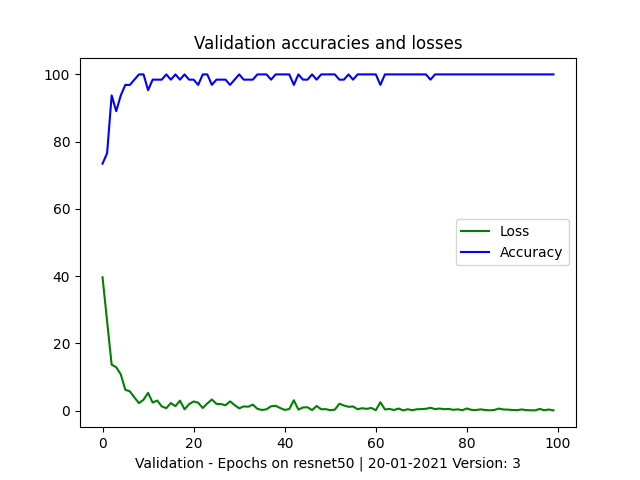 Validation accuracies and losses
100
80
60
40
20
0
Loss
Accuracy
0 20 40 60 80 100
Validation - Epochs on resnet50 | 20-01-2021 Version: 3